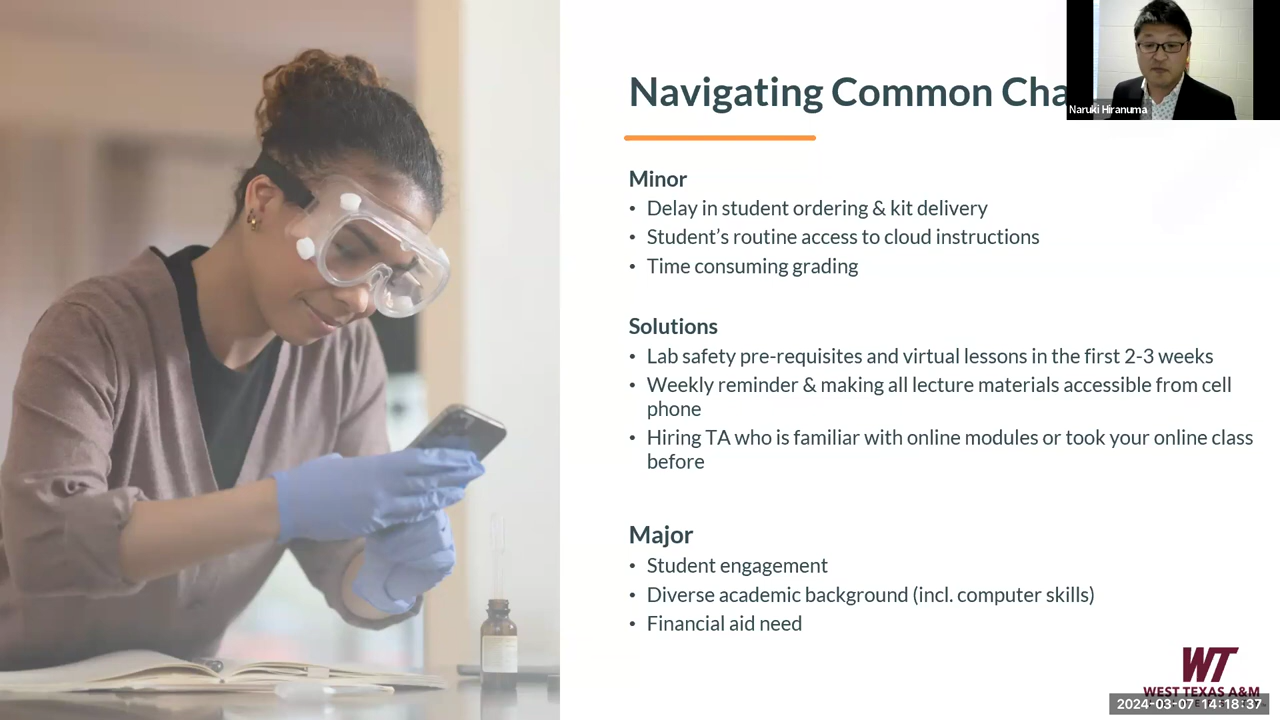 Navigating Common Cha
Naruki Hiranuma
Minor
• Delay in student ordering & kit delivery
• Student’s routine access to cloud instructions
• Time consuming grading
Solutions
• Lab safety pre-requisites and virtual lessons in the first 2-3 weeks
• Weekly reminder & making all lecture materials accessible from cell
phone
• Hiring TA who is familiar with online modules or took your online class
before
Major
• Student engagement
• Diverse academic background (incl. computer skills)
• Financial aid need
WT
WEST TEXAS A&M
2024-03-07 14:18:37